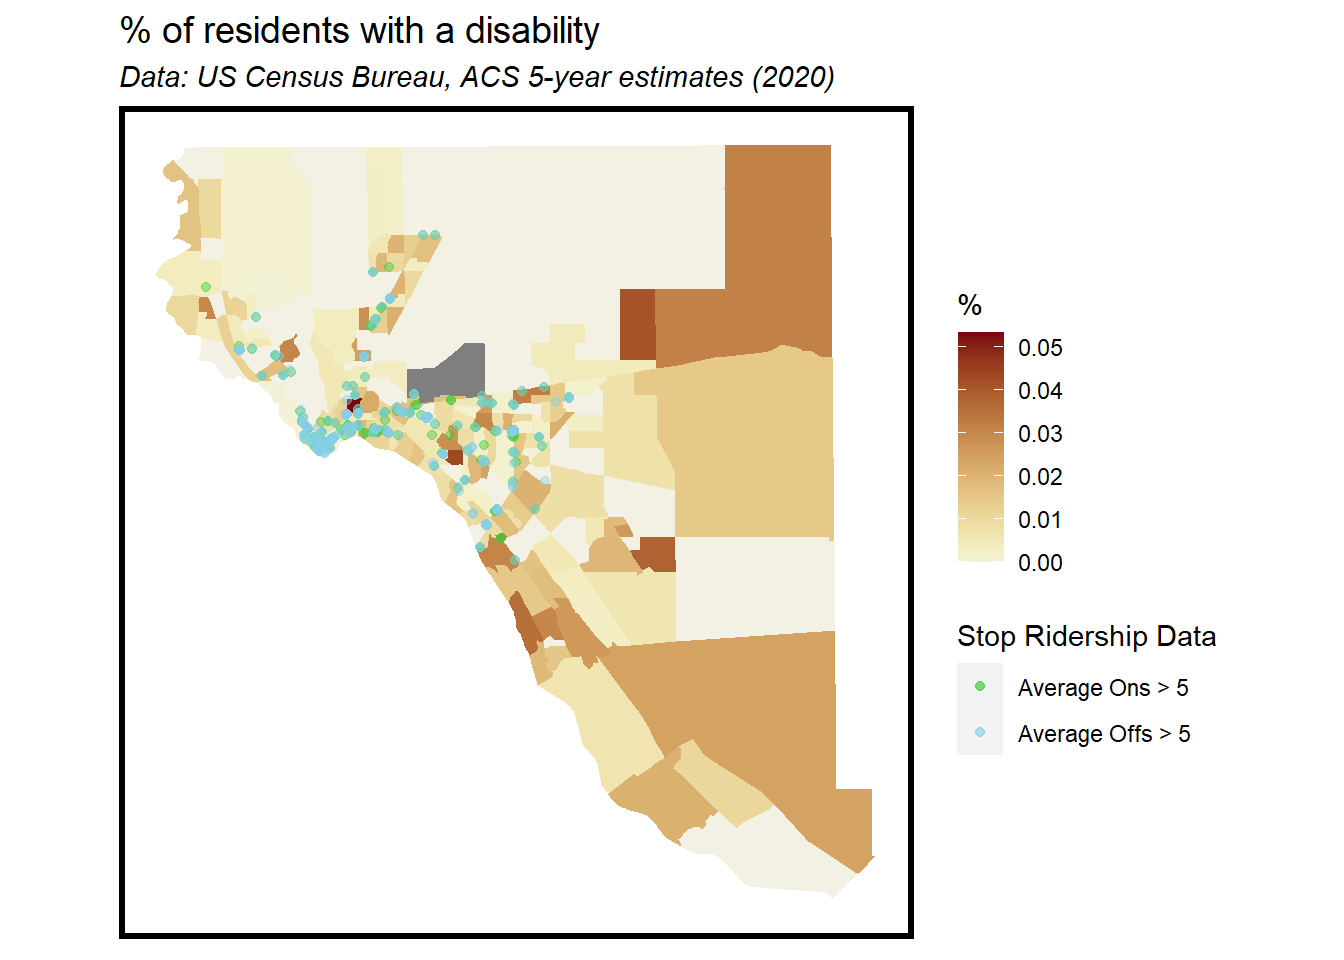 % of residents with a disability
Data: US Census Bureau, ACS 5-year estimates (2020)
%
0.05
0.04
0.03
0.02
0.01
0.00
Stop Ridership Data
Average Ons > 5
Average Offs > 5